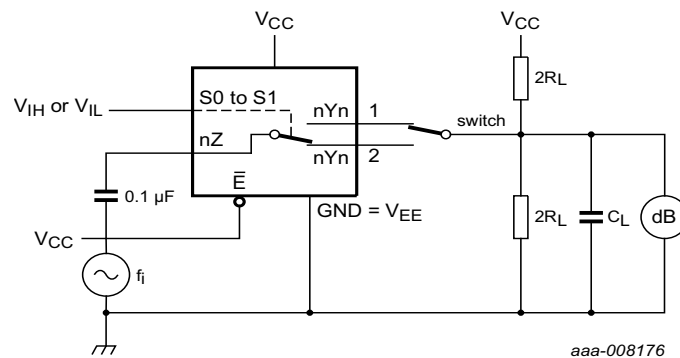 VCC
VCC
2RL
S0 to S1
nYn
1
switch
VIH or VIL
nZ
nYn
2
0.1 µF
E̅
GND = VEE
2RL
CL
dB
VCC
fi
aaa-008176